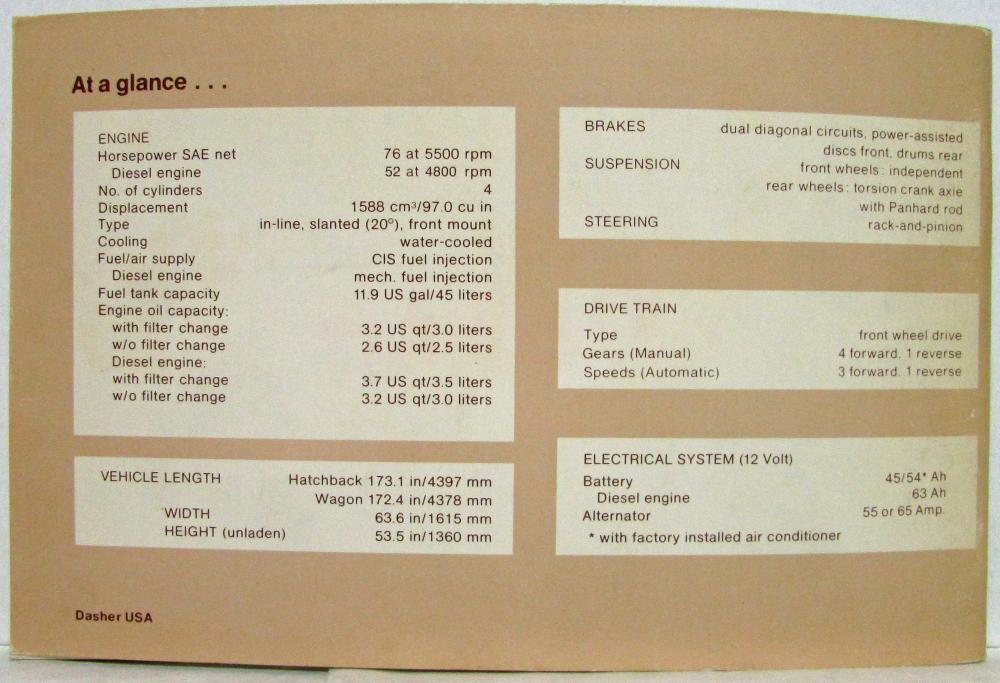 At a glance . . .
ENGINE
Horsepower SAE net 76 at 5500 rpm
Diesel engine 52 at 4800 rpm
No. of cylinders 4
Displacement 1588 cm³/97.0 cu in
Type in-line, slanted (20º), front mount
Cooling water-cooled
Fuel/air supply CIS fuel injection
Diesel engine mech. fuel injection
Fuel tank capacity 11.9 US gal/45 liters
Engine oil capacity:
with filter change 3.2 US qt/3.0 liters
w/o filter change 2.6 US qt/2.5 liters
Diesel engine:
with filter change 3.7 US qt/3.5 liters
w/o filter change 3.2 US qt/3.0 liters
VEHICLE LENGTH Hatchback 173.1 in/4397 mm
Wagon 172.4 in/4378 mm
WIDTH 63.6 in/1615 mm
HEIGHT (unladen) 53.5 in/1360 mm
BRAKES dual diagonal circuits, power-assisted
discs front, drums rear
SUSPENSION front wheels: independent
rear wheels: torsion crank axle
with Panhard rod
STEERING rack-and-pinion
DRIVE TRAIN
Type front wheel drive
Gears (Manual) 4 forward, 1 reverse
Speeds (Automatic) 3 forward, 1 reverse
ELECTRICAL SYSTEM (12 Volt)
Battery 45/54* Ah
Diesel engine 63 Ah
Alternator 55 or 65 Amp.
* with factory installed air conditioner
Dasher USA